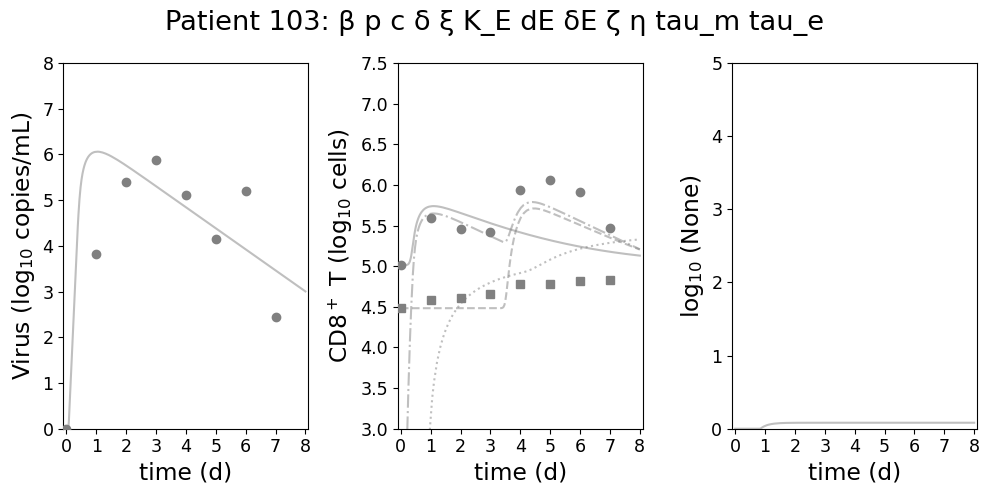 Patient 103: β p c δ ξ K_E dE δE ζ η tau_m tau_e
Virus (log10 copies/mL)
8
7
6
5
4
3
2
1
0
0 1 2 3 4 5 6 7 8
time (d)
CD8+ T (log10 cells)
7.5
7.0
6.5
6.0
5.5
5.0
4.5
4.0
3.5
3.0
0 1 2 3 4 5 6 7 8
time (d)
log10 (None)
5
4
3
2
1
0
0 1 2 3 4 5 6 7 8
time (d)